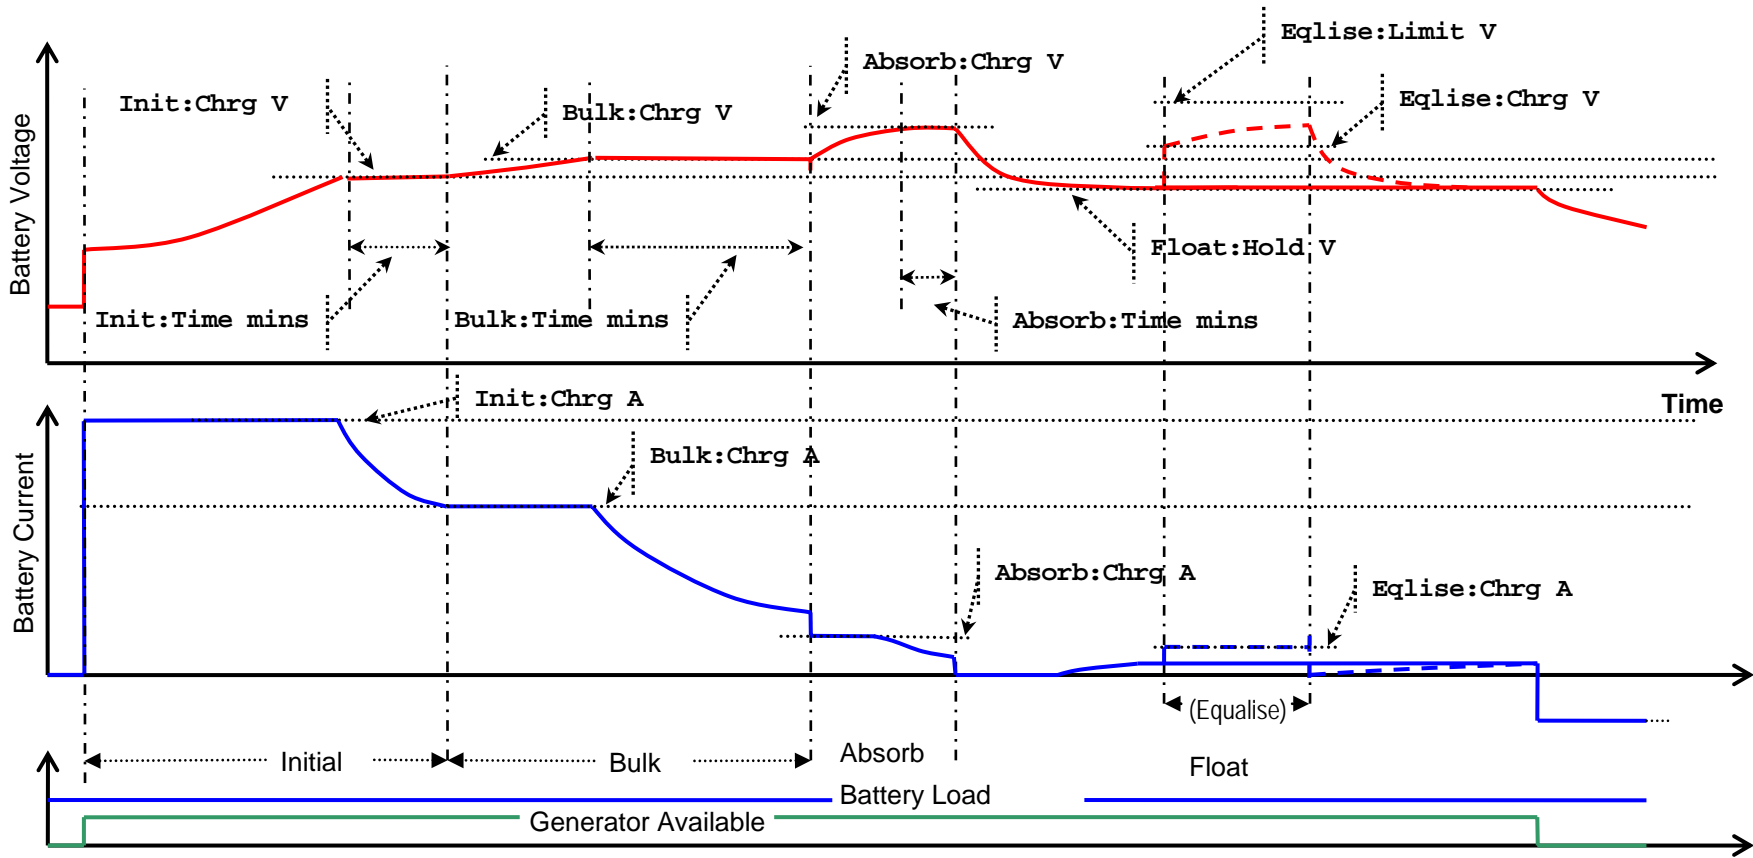 Eqlise:Limit V
Absorb:Chrg V
Eqlise:Chrg V
Init:Chrg V
Bulk:Chrg V
Battery Voltage
Float:Hold V
Init:Time mins
Bulk:Time mins
Absorb:Time mins
Time
Init:Chrg A
Bulk:Chrg A
Battery Current
Absorb:Chrg A
Eqlise:Chrg A
(Equalise)
Initial
Bulk
Absorb
Float
Battery Load
Generator Available